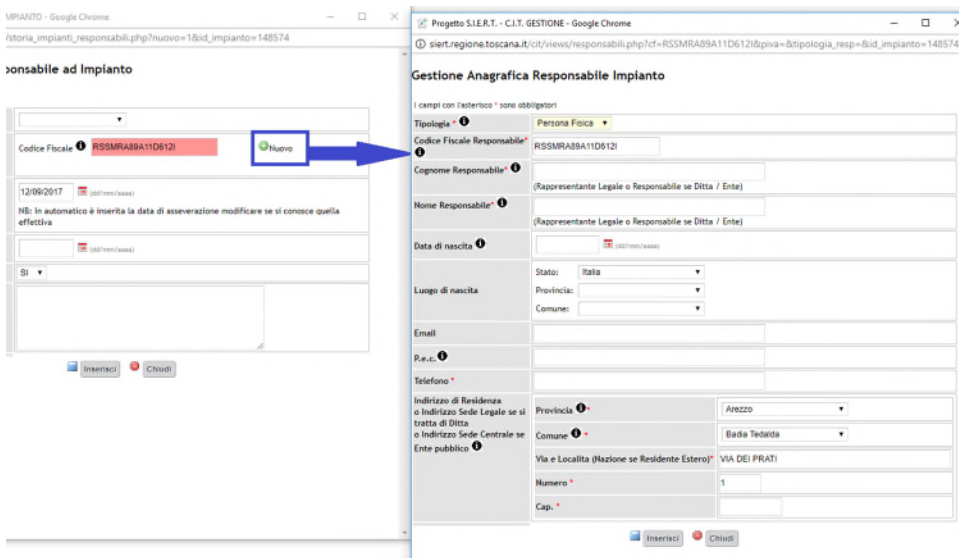 IMPIANTO - Google Chrome
/storia_impianti_responsabili.php?nuovo=1&id_impianto=148574
ponsabile ad Impianto
Codice Fiscale RSSMRA89A11D612I Nuovo
12/09/2017 (dd/mm/aaaa)
NB: In automatico è inserita la data di asseverazione modificare se si conosce quella
effettiva
(dd/mm/aaaa)
SI
Inserisci Chiudi
Progetto S.I.E.R.T. - C.I.T. GESTIONE - Google Chrome
siert.regione.toscana.it/cit/views/responsabili.php?cf=RSSMRA89A11D612I&piva=&tipologia_resp=&id_impianto=148574
Gestione Anagrafica Responsabile Impianto
I campi con l'asterisco * sono obbligatori
Tipologia * Persona Fisica
Codice Fiscale Responsabile* RSSMRA89A11D612I
Cognome Responsabile*
(Rappresentante Legale o Responsabile se Ditta / Ente)
Nome Responsabile*
(Rappresentante Legale o Responsabile se Ditta / Ente)
Data di nascita (dd/mm/aaaa)
Luogo di nascita
Stato: Italia
Provincia:
Comune:
Email
P.e.c.
Telefono *
Indirizzo di Residenza
o Indirizzo Sede Legale se si
tratta di Ditta
o Indirizzo Sede Centrale se
Ente pubblico
Provincia * Arezzo
Comune * Badia Tedalda
Via e Localita (Nazione se Residente Estero)* VIA DEI PRATI
Numero * 1
Cap. *
Inserisci Chiudi